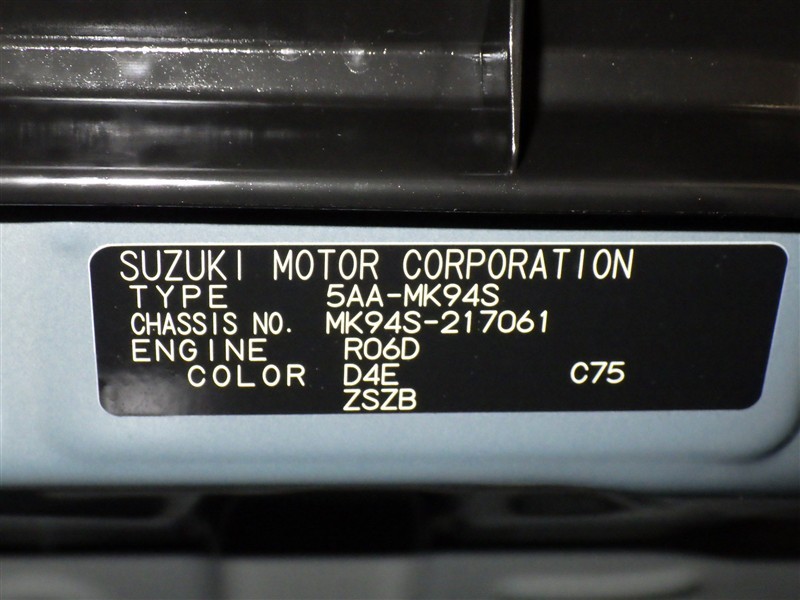 SUZUKI MOTOR CORPORATION
TYPE 5AA-MK94S
CHASSIS NO. MK94S-217061
ENGINE R06D
COLOR D4E C75
ZSZB